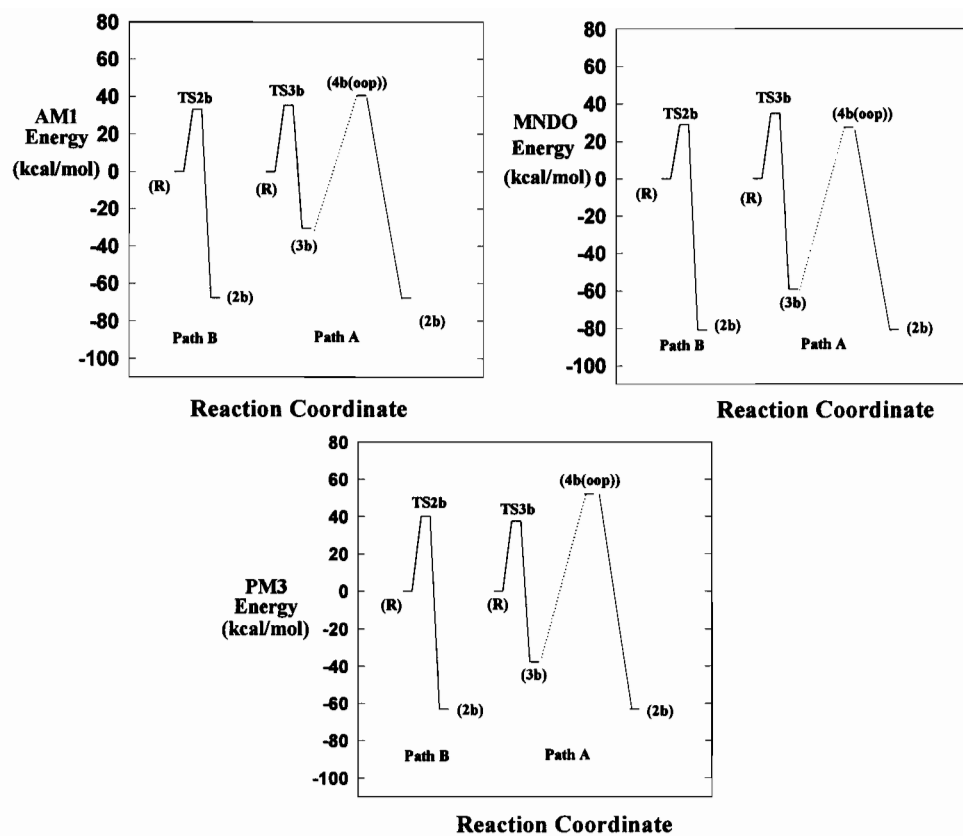 80
60
40
20
0
-20
-40
-60
-80
-100
AM1
Energy
(kcal/mol)
TS2b
TS3b
(4b(oop))
(R)
(R)
(3b)
(2b)
(2b)
Path B
Path A
Reaction Coordinate
80
60
40
20
0
-20
-40
-60
-80
-100
MNDO
Energy
(kcal/mol)
TS2b
TS3b
(4b(oop))
(R)
(R)
(3b)
(2b)
(2b)
Path B
Path A
Reaction Coordinate
80
60
40
20
0
-20
-40
-60
-80
-100
PM3
Energy
(kcal/mol)
TS2b
TS3b
(4b(oop))
(R)
(R)
(3b)
(2b)
(2b)
Path B
Path A
Reaction Coordinate